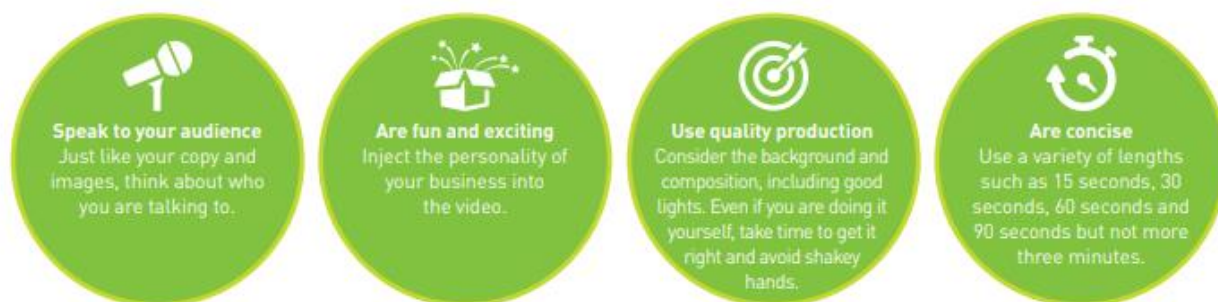 Speak to your audience
Just like your copy and
images, think about who
you are talking to.
Are fun and exciting
Inject the personality of
your business into
the video.
Use quality production
Consider the background and
composition, including good
lights. Even if you are doing it
yourself, take time to get it
right and avoid shakey
hands.
Are concise
Use a variety of lengths
such as 15 seconds, 30
seconds, 60 seconds and
90 seconds but not more
three minutes.